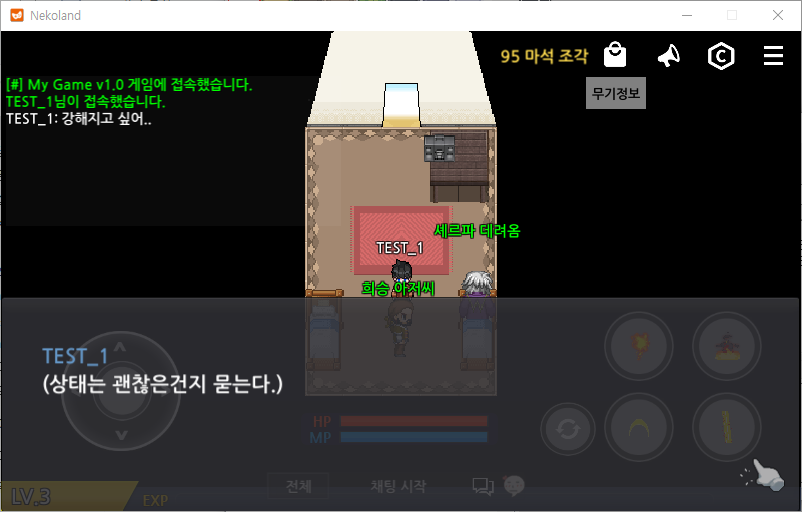 Nekoland
95 마석 조각
무기정보
[#] My Game v1.0 게임에 접속했습니다.
TEST_1님이 접속했습니다.
TEST_1: 강해지고 싶어..
세르파 데려옴
TEST_1
희승 아저씨
TEST_1
(상태는 괜찮은건지 묻는다.)
HP
MP
전체
채팅 시작
LV.3
EXP